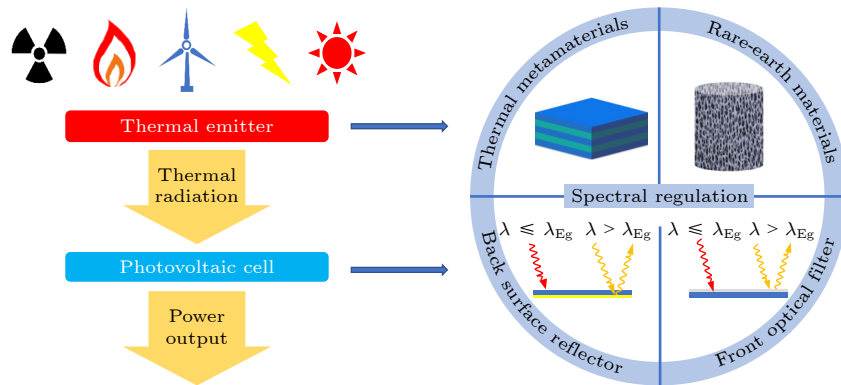 Thermal emitter
Thermal
radiation
Photovoltaic cell
Power
output
Thermal metamaterials
Rare-earth materials
Spectral regulation
λ ⩽ λEg λ > λEg
λ ⩽ λEg λ > λEg
Back surface reflector
Front optical filter